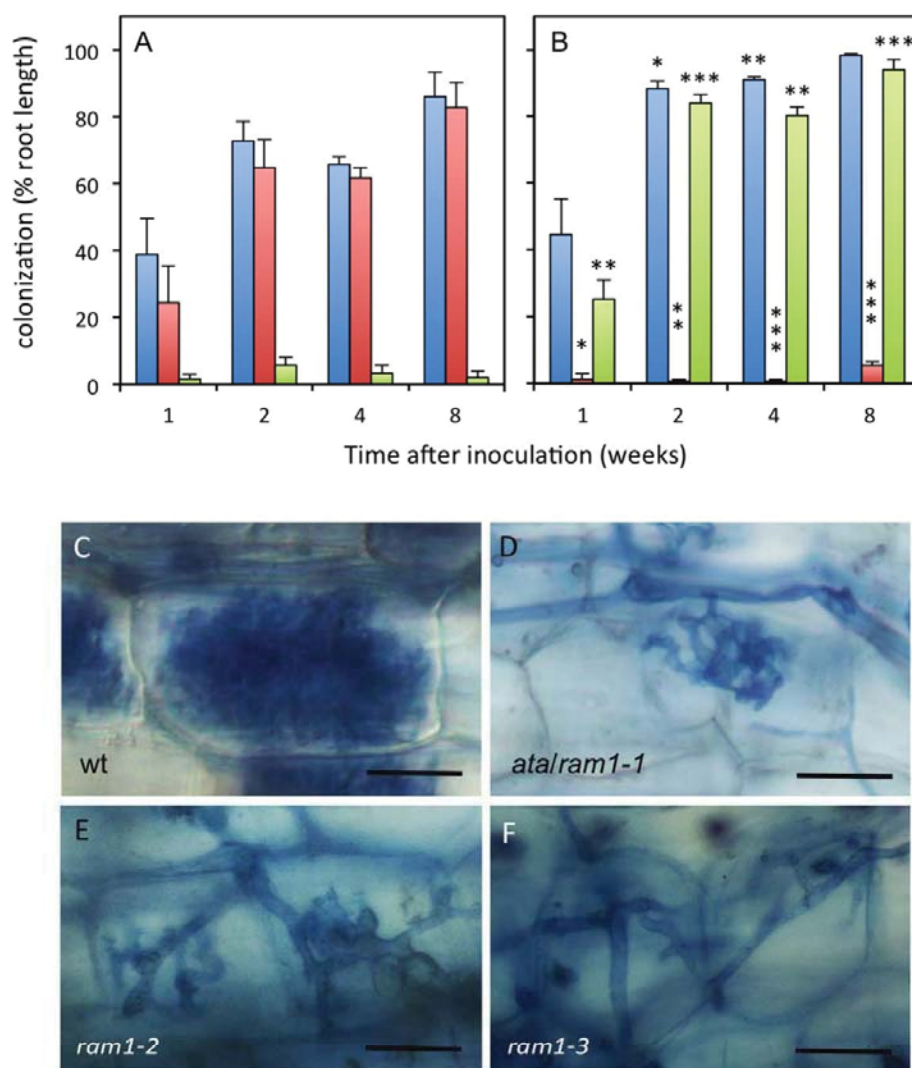 A
B
colonization (% root length)
100
80
60
40
20
0
* *** ** ** ***
**
* ** *** ***
1 2 4 8
1 2 4 8
Time after inoculation (weeks)
C
wt
D
ata/ram1-1
E
ram1-2
F
ram1-3